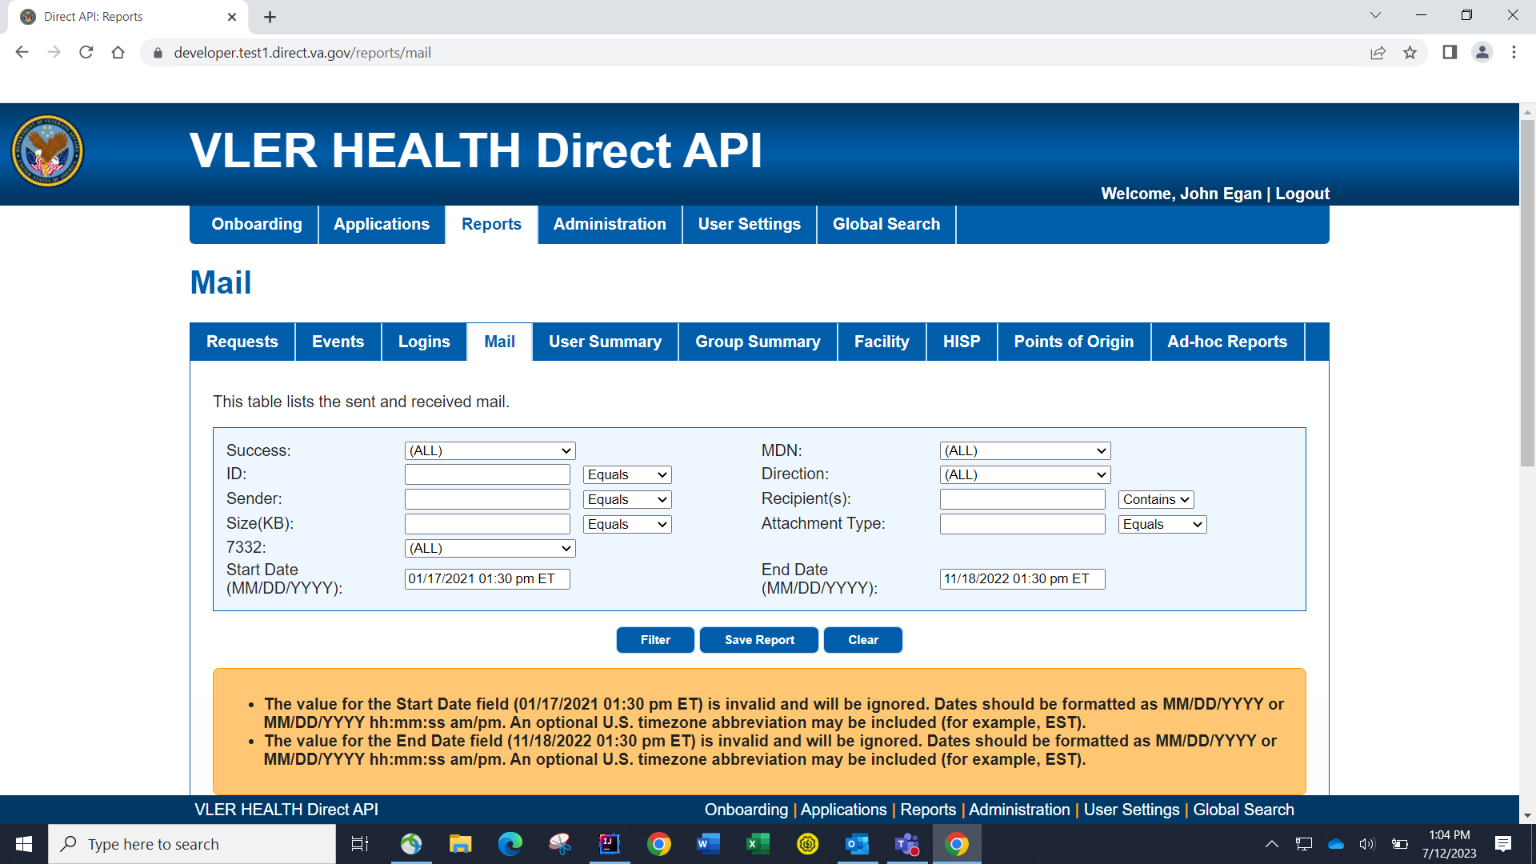 Direct API: Reports
developer.test1.direct.va.gov/reports/mail
VLER HEALTH Direct API
Welcome, John Egan | Logout
Onboarding Applications Reports Administration User Settings Global Search
Mail
Requests Events Logins Mail User Summary Group Summary Facility HISP Points of Origin Ad-hoc Reports
This table lists the sent and received mail.
Success: (ALL) MDN: (ALL)
ID: Equals Direction: (ALL)
Sender: Equals Recipient(s): Contains
Size(KB): Equals Attachment Type: Equals
7332: (ALL)
Start Date
(MM/DD/YYYY): 01/17/2021 01:30 pm ET
End Date
(MM/DD/YYYY): 11/18/2022 01:30 pm ET
Filter Save Report Clear
• The value for the Start Date field (01/17/2021 01:30 pm ET) is invalid and will be ignored. Dates should be formatted as MM/DD/YYYY or
MM/DD/YYYY hh:mm:ss am/pm. An optional U.S. timezone abbreviation may be included (for example, EST).
• The value for the End Date field (11/18/2022 01:30 pm ET) is invalid and will be ignored. Dates should be formatted as MM/DD/YYYY or
MM/DD/YYYY hh:mm:ss am/pm. An optional U.S. timezone abbreviation may be included (for example, EST).
VLER HEALTH Direct API Onboarding | Applications | Reports | Administration | User Settings | Global Search
Type here to search
1:04 PM
7/12/2023